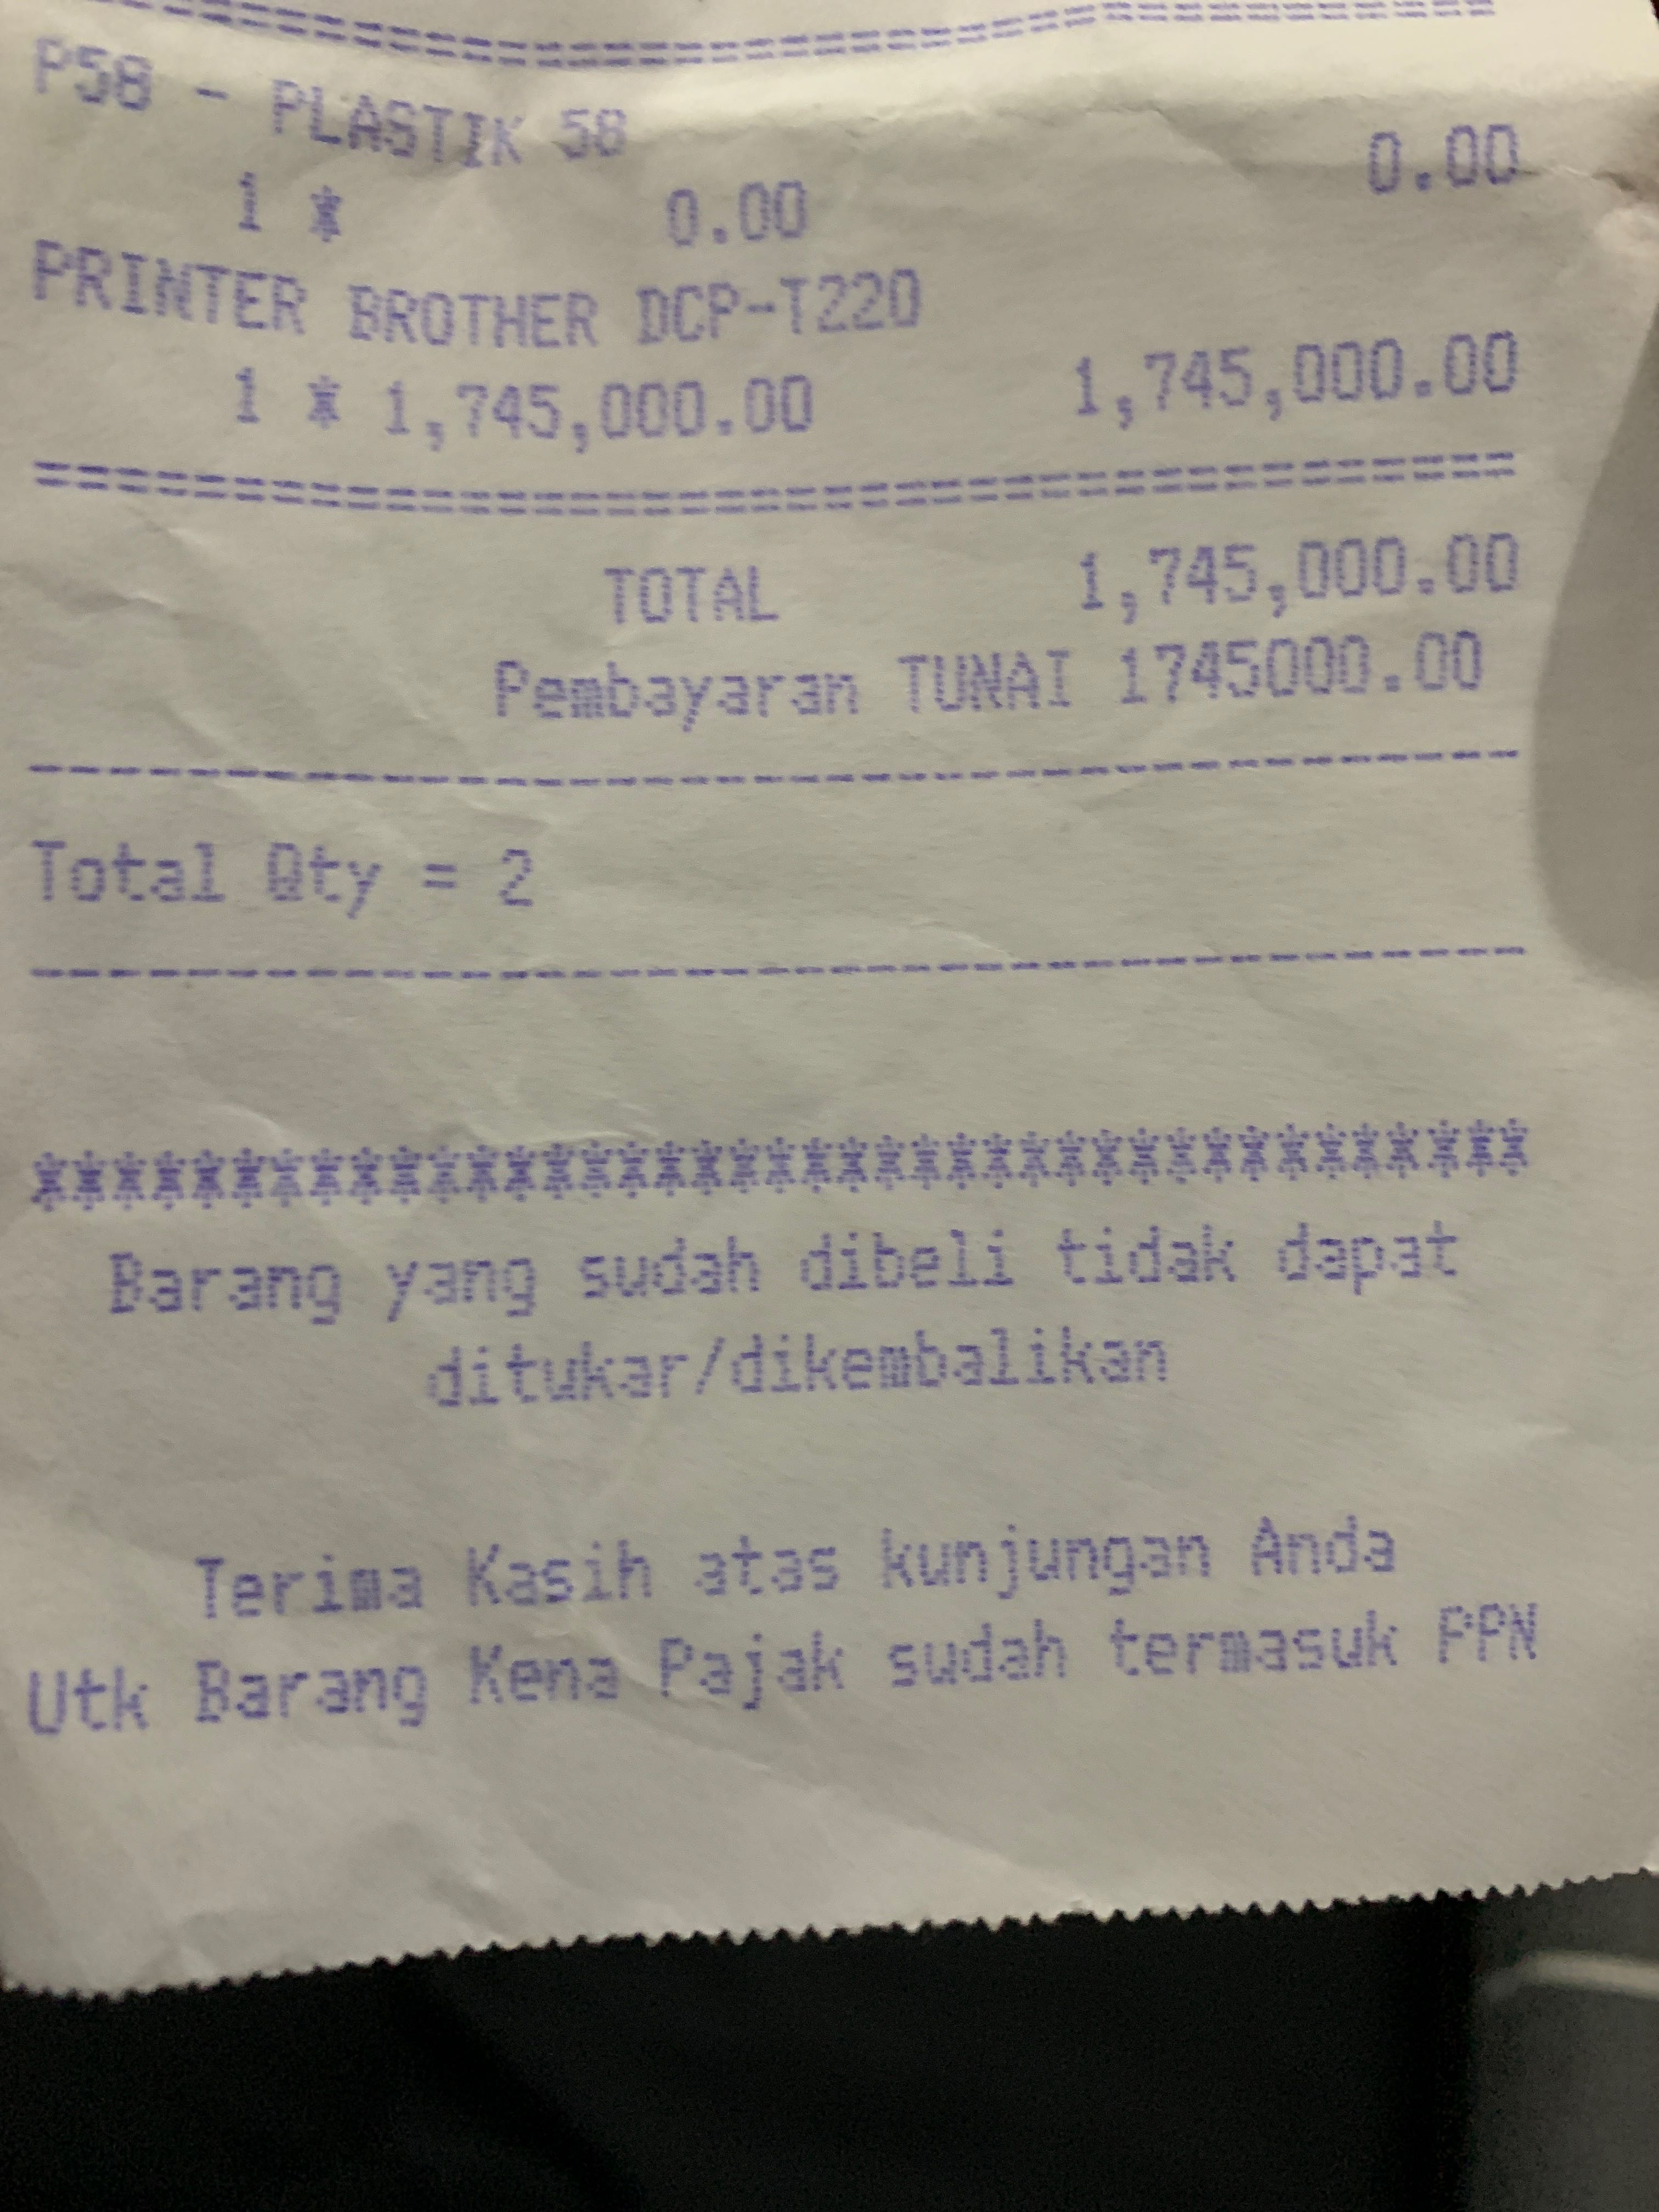 ================================================
P58 - PLASTIK 58
1 * 0.00 0.00
PRINTER BROTHER DCP-T220
1 * 1,745,000.00 1,745,000.00
========================================
TOTAL 1,745,000.00
Pembayaran TUNAI 1745000.00
----------------------------------------
Total Qty = 2
----------------------------------------
****************************************
Barang yang sudah dibeli tidak dapat
ditukar/dikembalikan
Terima Kasih atas kunjungan Anda
Utk Barang Kena Pajak sudah termasuk PPN